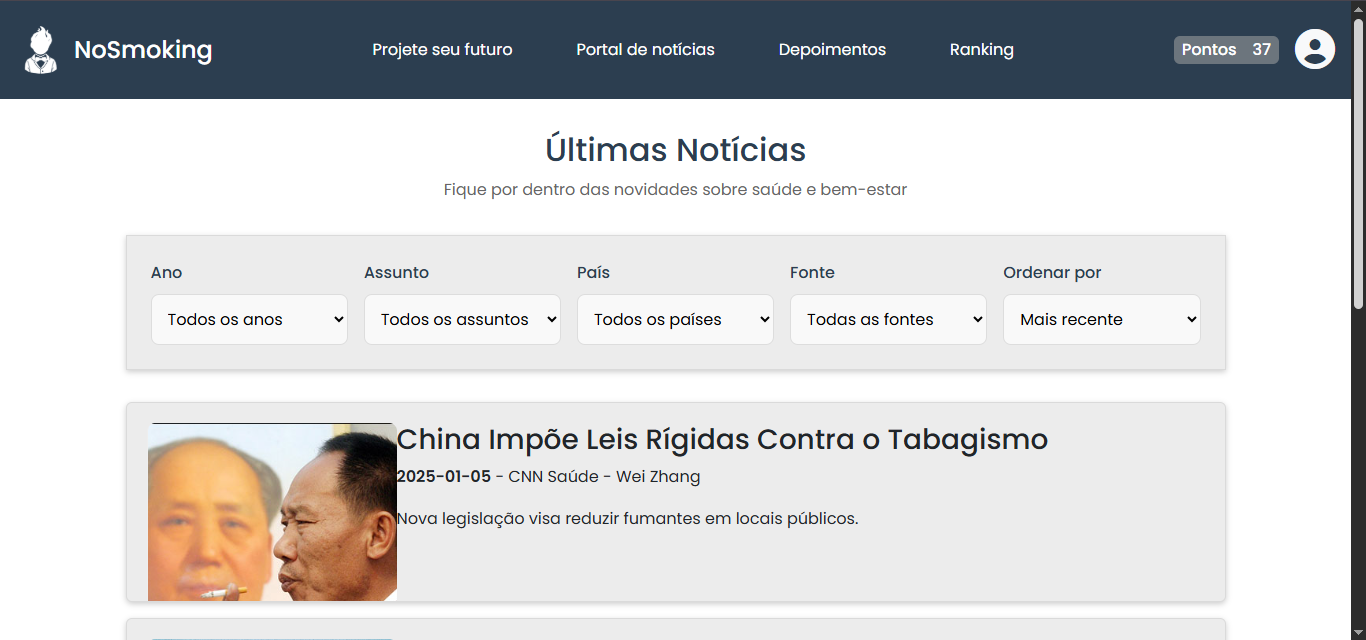 NoSmoking
Projete seu futuro
Portal de notícias
Depoimentos
Ranking
Pontos 37
Últimas Notícias
Fique por dentro das novidades sobre saúde e bem-estar
Ano
Assunto
País
Fonte
Ordenar por
Todos os anos
Todos os assuntos
Todos os países
Todas as fontes
Mais recente
China Impõe Leis Rígidas Contra o Tabagismo
2025-01-05 - CNN Saúde - Wei Zhang
Nova legislação visa reduzir fumantes em locais públicos.